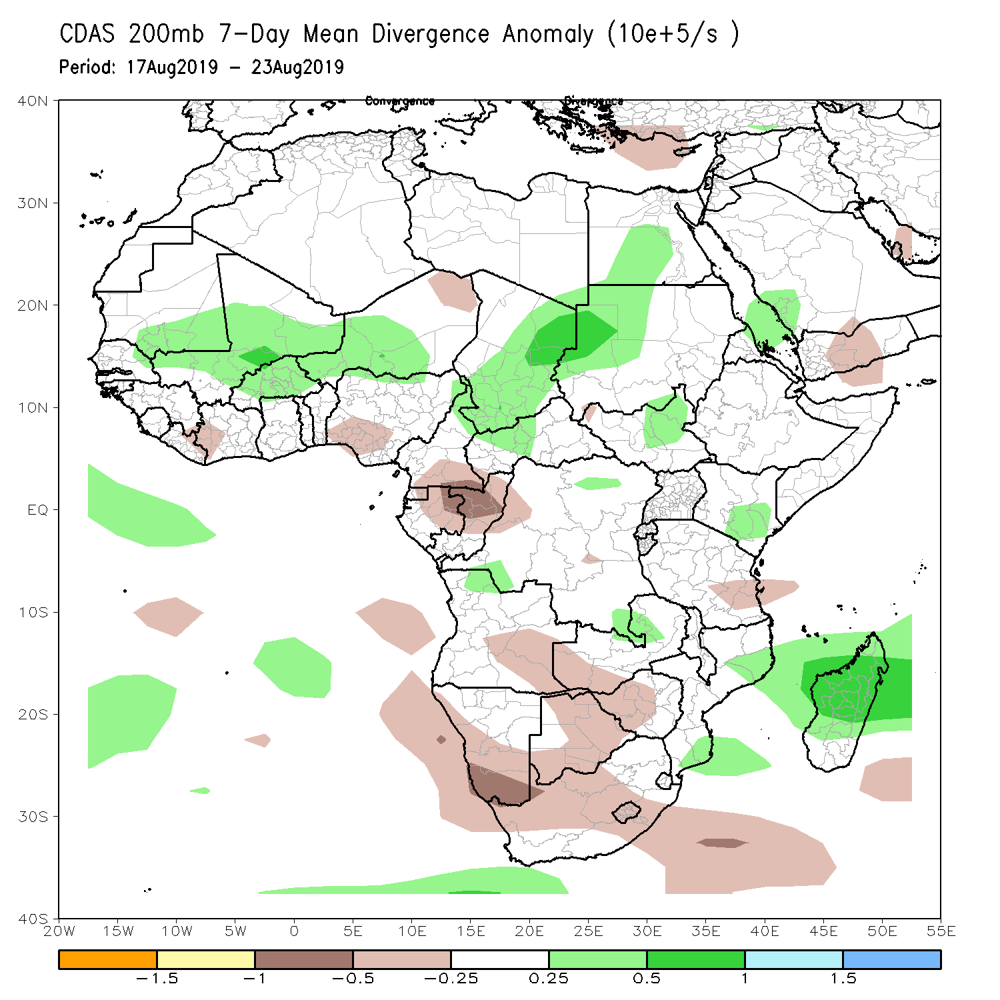 CDAS 200mb 7-Day Mean Divergence Anomaly (10e+5/s )
Period: 17Aug2019 - 23Aug2019
Convergence Divergence
40N
30N
20N
10N
EQ
10S
20S
30S
40S
20W 15W 10W 5W 0 5E 10E 15E 20E 25E 30E 35E 40E 45E 50E 55E
-1.5 -1 -0.5 -0.25 0.25 0.5 1 1.5